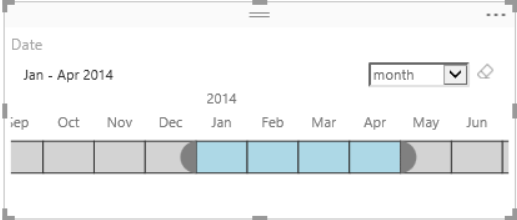 Date
Jan - Apr 2014
month
2014
Oct Nov Dec Jan Feb Mar Apr May Jun